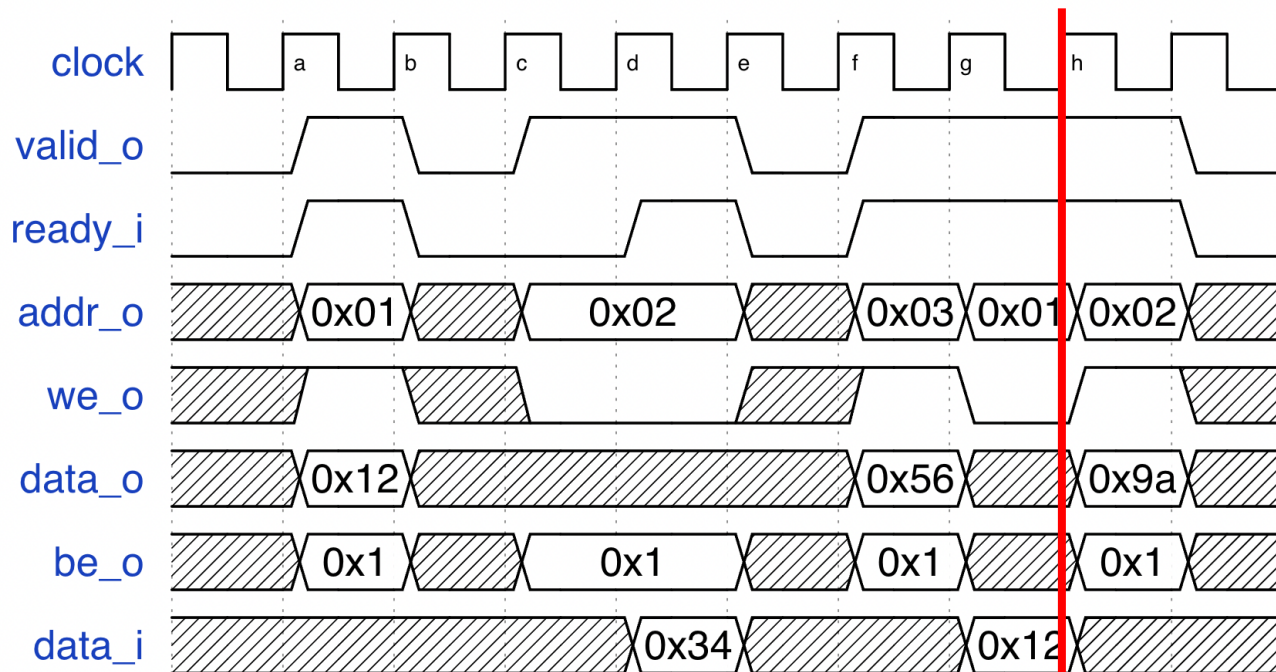 clock a b c d e f g h
valid_o
ready_i
addr_o 0x01 0x02 0x03 0x01 0x02
we_o
data_o 0x12 0x56 0x9a
be_o 0x1 0x1 0x1 0x1
data_i 0x34 0x12